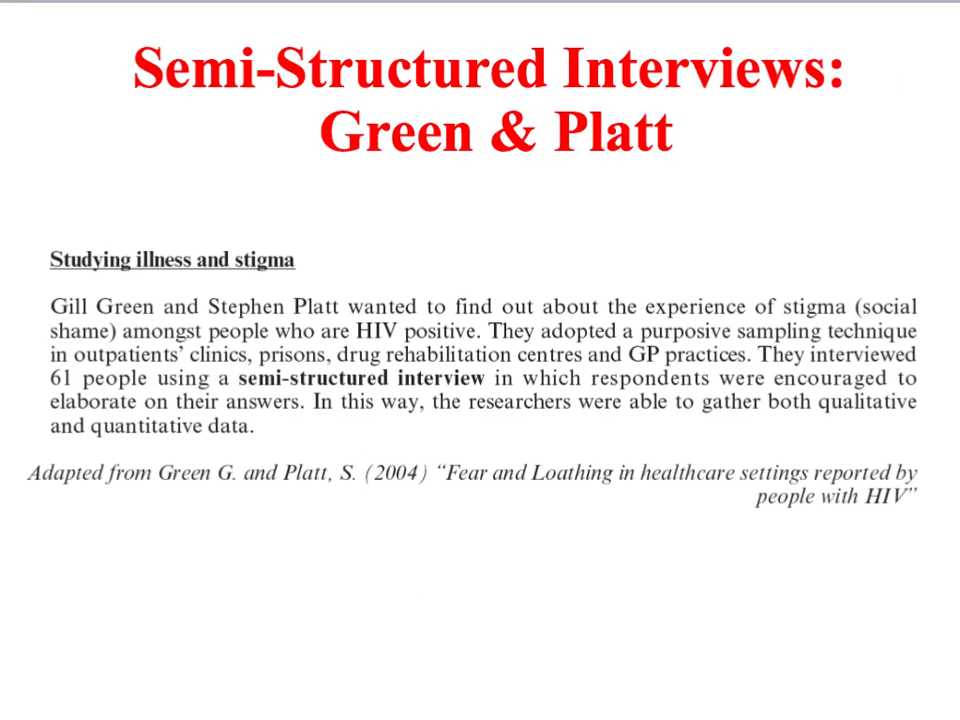 Semi-Structured Interviews:
Green & Platt
Studying illness and stigma
Gill Green and Stephen Platt wanted to find out about the experience of stigma (social
shame) amongst people who are HIV positive. They adopted a purposive sampling technique
in outpatients’ clinics, prisons, drug rehabilitation centres and GP practices. They interviewed
61 people using a semi-structured interview in which respondents were encouraged to
elaborate on their answers. In this way, the researchers were able to gather both qualitative
and quantitative data.
Adapted from Green G. and Platt, S. (2004) “Fear and Loathing in healthcare settings reported by
people with HIV”